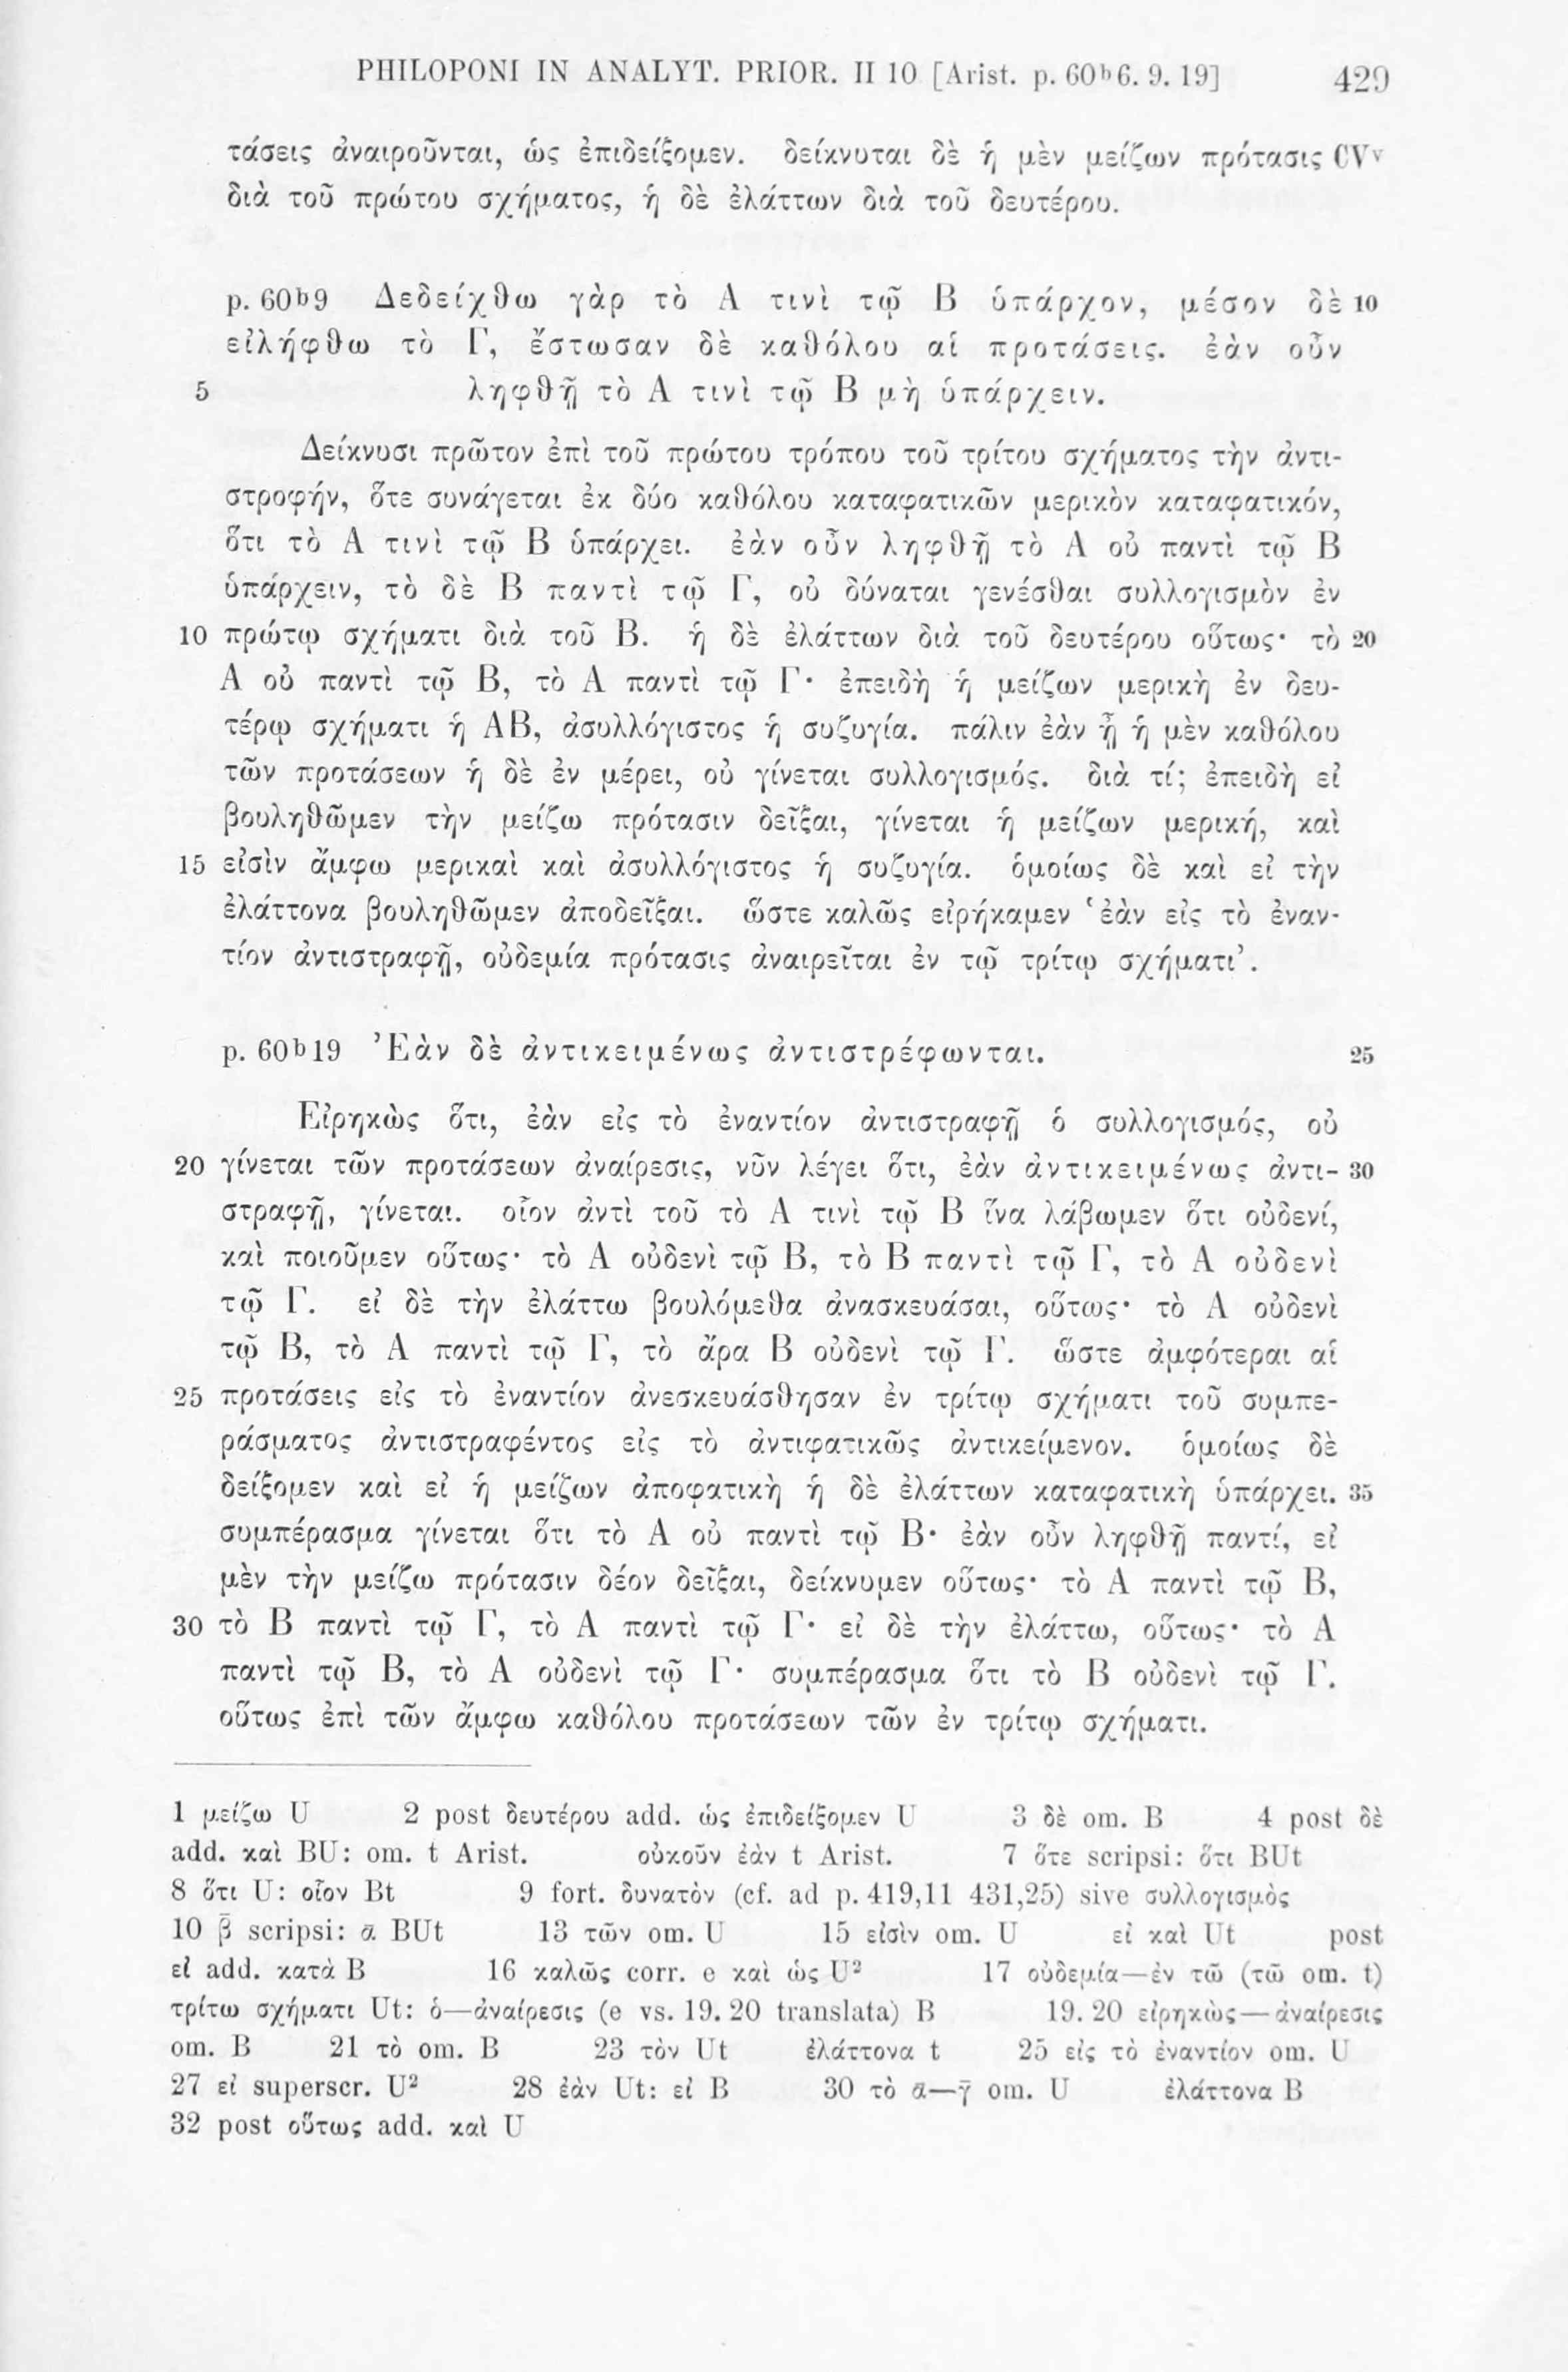 PHILOPONI IN ANALYT. PRIOR. II 10 [Arist. p. 60ᵇ6. 9. 19] 429
τάσεις ἀναιροῦνται, ὡς ἐπιδείξομεν. δείκνυται δὲ ἡ μὲν μείζων πρότασις CVᵛ
διὰ τοῦ πρώτου σχήματος, ἡ δὲ ἐλάττων διὰ τοῦ δευτέρου.
p. 60ᵇ9 Δεδείχθω γὰρ τὸ Α τινὶ τῷ Β ὑπάρχον, μέσον δὲ 10
εἰλήφθω τὸ Γ, ἔστωσαν δὲ καθόλου αἱ προτάσεις. ἐὰν οὖν
5 ληφθῇ τὸ Α τινὶ τῷ Β μὴ ὑπάρχειν.
Δείκνυσι πρῶτον ἐπὶ τοῦ πρώτου τρόπου τοῦ τρίτου σχήματος τὴν ἀντι-
στροφήν, ὅτε συνάγεται ἐκ δύο καθόλου καταφατικῶν μερικὸν καταφατικόν,
ὅτι τὸ Α τινὶ τῷ Β ὑπάρχει. ἐὰν οὖν ληφθῇ τὸ Α οὐ παντὶ τῷ Β
ὑπάρχειν, τὸ δὲ Β παντὶ τῷ Γ, οὐ δύναται γενέσθαι συλλογισμὸν ἐν
10 πρώτῳ σχήματι διὰ τοῦ Β. ἡ δὲ ἐλάττων διὰ τοῦ δευτέρου οὕτως· τὸ 20
Α οὐ παντὶ τῷ Β, τὸ Α παντὶ τῷ Γ· ἐπειδὴ ἡ μείζων μερικὴ ἐν δευ-
τέρῳ σχήματι ἡ ΑΒ, ἀσυλλόγιστος ἡ συζυγία. πάλιν ἐὰν ᾖ ἡ μὲν καθόλου
τῶν προτάσεων ἡ δὲ ἐν μέρει, οὐ γίνεται συλλογισμός. διὰ τί; ἐπειδὴ εἰ
βουληθῶμεν τὴν μείζω πρότασιν δεῖξαι, γίνεται ἡ μείζων μερική, καὶ
15 εἰσὶν ἄμφω μερικαὶ καὶ ἀσυλλόγιστος ἡ συζυγία. ὁμοίως δὲ καὶ εἰ τὴν
ἐλάττονα βουληθῶμεν ἀποδεῖξαι. ὥστε καλῶς εἰρήκαμεν ‘ἐὰν εἰς τὸ ἐναν-
τίον ἀντιστραφῇ, οὐδεμία πρότασις ἀναιρεῖται ἐν τῷ τρίτῳ σχήματι’.
p. 60ᵇ19 Ἐὰν δὲ ἀντικειμένως ἀντιστρέφωνται. 25
Εἰρηκὼς ὅτι, ἐὰν εἰς τὸ ἐναντίον ἀντιστραφῇ ὁ συλλογισμός, οὐ
20 γίνεται τῶν προτάσεων ἀναίρεσις, νῦν λέγει ὅτι, ἐὰν ἀντικειμένως ἀντι- 30
στραφῇ, γίνεται. οἷον ἀντὶ τοῦ τὸ Α τινὶ τῷ Β ἵνα λάβωμεν ὅτι οὐδενί,
καὶ ποιοῦμεν οὕτως· τὸ Α οὐδενὶ τῷ Β, τὸ Β παντὶ τῷ Γ, τὸ Α οὐδενὶ
τῷ Γ. εἰ δὲ τὴν ἐλάττω βουλόμεθα ἀνασκευάσαι, οὕτως· τὸ Α οὐδενὶ
τῷ Β, τὸ Α παντὶ τῷ Γ, τὸ ἄρα Β οὐδενὶ τῷ Γ. ὥστε ἀμφότεραι αἱ
25 προτάσεις εἰς τὸ ἐναντίον ἀνεσκευάσθησαν ἐν τρίτῳ σχήματι τοῦ συμπε-
ράσματος ἀντιστραφέντος εἰς τὸ ἀντιφατικῶς ἀντικείμενον. ὁμοίως δὲ
δείξομεν καὶ εἰ ἡ μείζων ἀποφατικὴ ἡ δὲ ἐλάττων καταφατικὴ ὑπάρχει. 35
συμπέρασμα γίνεται ὅτι τὸ Α οὐ παντὶ τῷ Β· ἐὰν οὖν ληφθῇ παντί, εἰ
μὲν τὴν μείζω πρότασιν δέον δεῖξαι, δείκνυμεν οὕτως· τὸ Α παντὶ τῷ Β,
30 τὸ Β παντὶ τῷ Γ, τὸ Α παντὶ τῷ Γ· εἰ δὲ τὴν ἐλάττω, οὕτως· τὸ Α
παντὶ τῷ Β, τὸ Α οὐδενὶ τῷ Γ· συμπέρασμα ὅτι τὸ Β οὐδενὶ τῷ Γ.
οὕτως ἐπὶ τῶν ἄμφω καθόλου προτάσεων τῶν ἐν τρίτῳ σχήματι.
1 μείζω U 2 post δευτέρου add. ὡς ἐπιδείξομεν U 3 δὲ om. B 4 post δὲ
add. καὶ BU: om. t Arist. οὐκοῦν ἐὰν t Arist. 7 ὅτε scripsi: ὅτι BUt
8 ὅτι U: οἷον Bt 9 fort. δυνατὸν (cf. ad p. 419,11 431,25) sive συλλογισμὸς
10 β̄ scripsi: ᾱ BUt 13 τῶν om. U 15 εἰσὶν om. U εἰ καὶ Ut post
εἰ add. κατὰ B 16 καλῶς corr. e καὶ ὡς U² 17 οὐδεμία—ἐν τῶ (τῶ om. t)
τρίτω σχήματι Ut: ὁ—ἀναίρεσις (e vs. 19. 20 translata) B 19. 20 εἰρηκὼς—ἀναίρεσις
om. B 21 τὸ om. B 23 τὸν Ut ἐλάττονα t 25 εἰς τὸ ἐναντίον om. U
27 εἰ superscr. U² 28 ἐὰν Ut: εἰ B 30 τὸ ᾱ—γ̄ om. U ἐλάττονα B
32 post οὕτως add. καὶ U